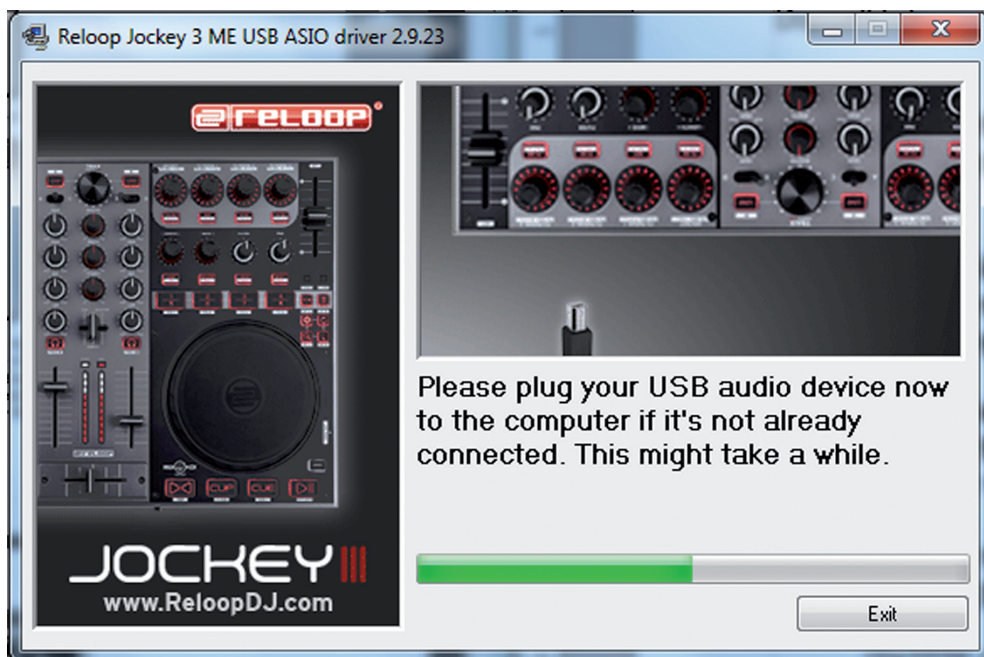 Reloop Jockey 3 ME USB ASIO driver 2.9.23
RELOOP
JOCKEY III
www.ReloopDJ.com
Please plug your USB audio device now
to the computer if it's not already
connected. This might take a while.
Exit